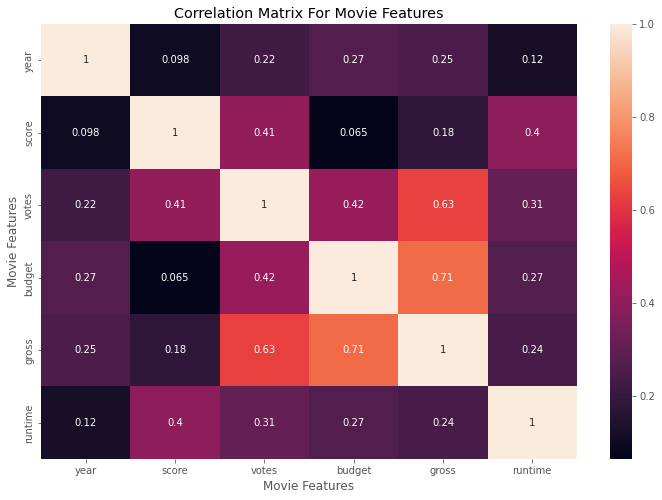 Correlation Matrix For Movie Features
year 1 0.098 0.22 0.27 0.25 0.12
score 0.098 1 0.41 0.065 0.18 0.4
votes 0.22 0.41 1 0.42 0.63 0.31
budget 0.27 0.065 0.42 1 0.71 0.27
gross 0.25 0.18 0.63 0.71 1 0.24
runtime 0.12 0.4 0.31 0.27 0.24 1
year score votes budget gross runtime
Movie Features
Movie Features
1.0
0.8
0.6
0.4
0.2